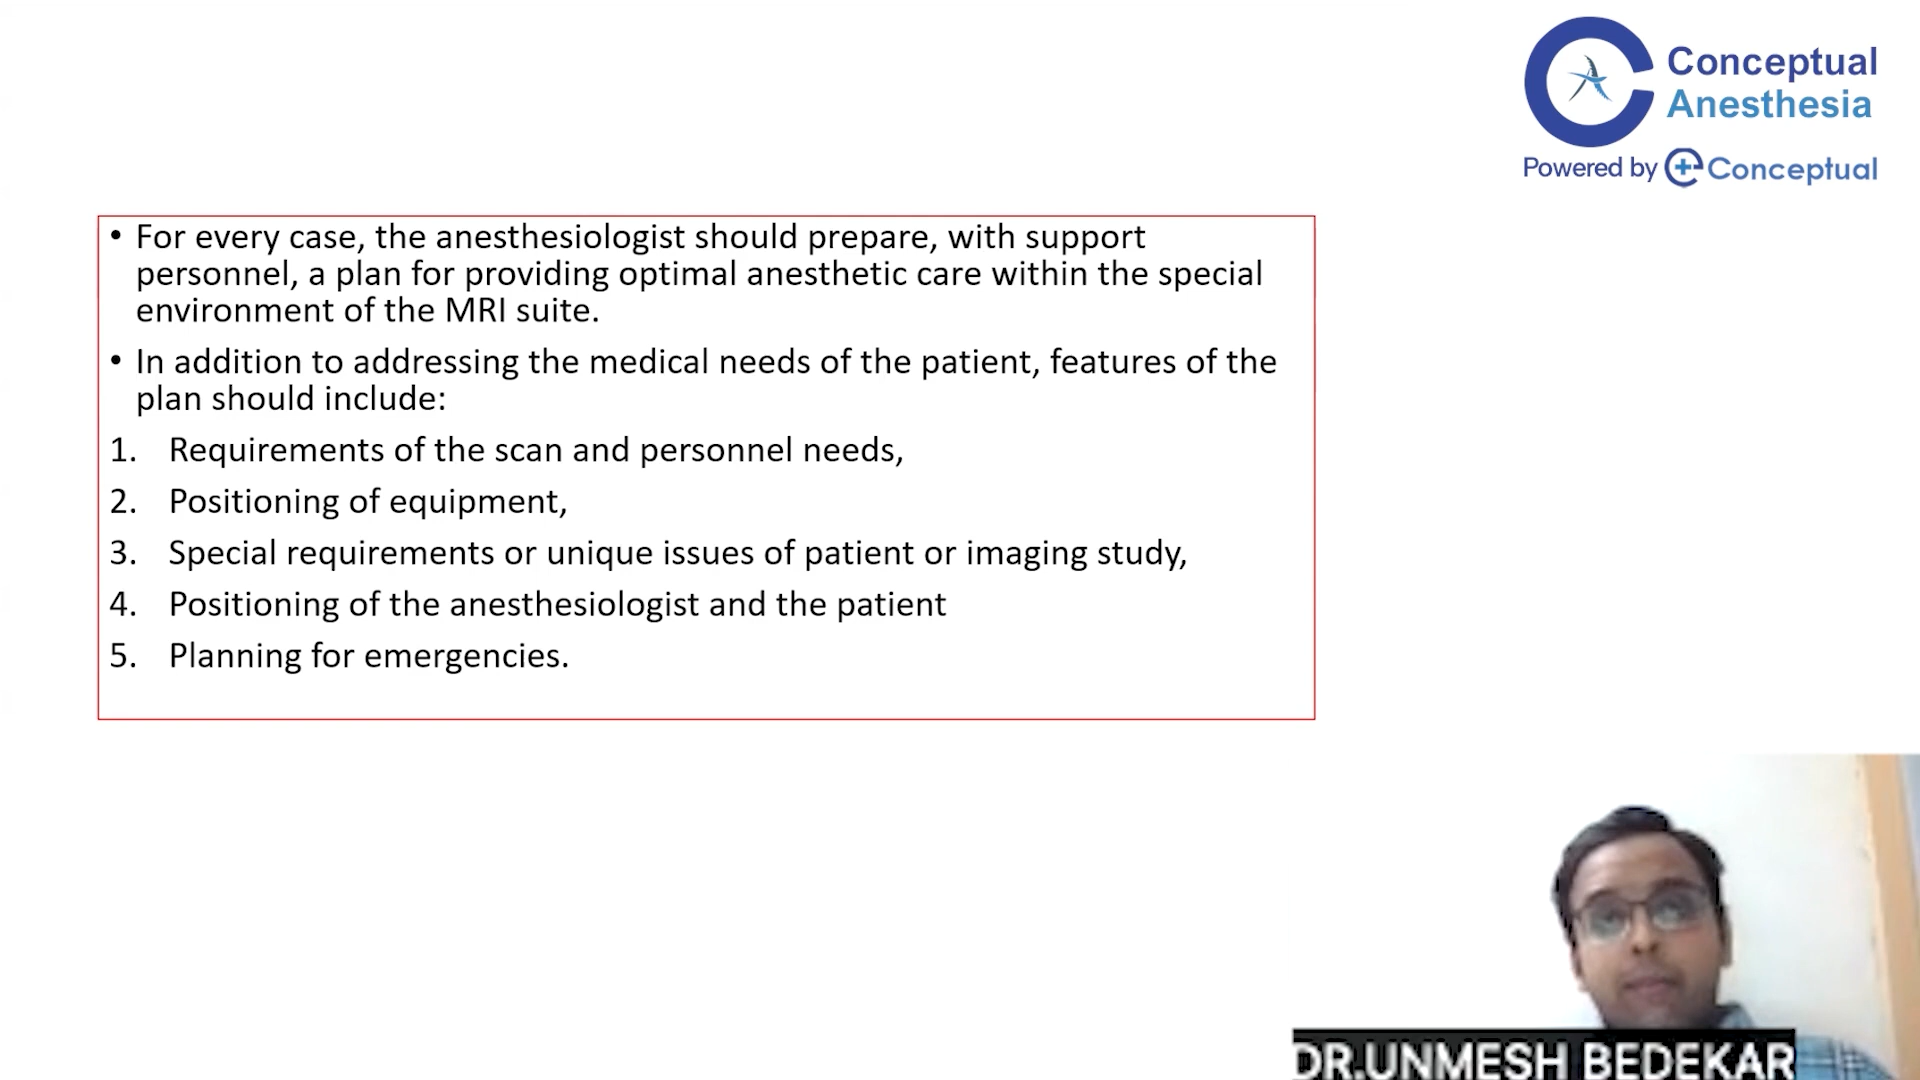 Conceptual
Anesthesia
Powered by Conceptual
• For every case, the anesthesiologist should prepare, with support
personnel, a plan for providing optimal anesthetic care within the special
environment of the MRI suite.
• In addition to addressing the medical needs of the patient, features of the
plan should include:
1. Requirements of the scan and personnel needs,
2. Positioning of equipment,
3. Special requirements or unique issues of patient or imaging study,
4. Positioning of the anesthesiologist and the patient
5. Planning for emergencies.
DR.UNMESH BEDEKAR